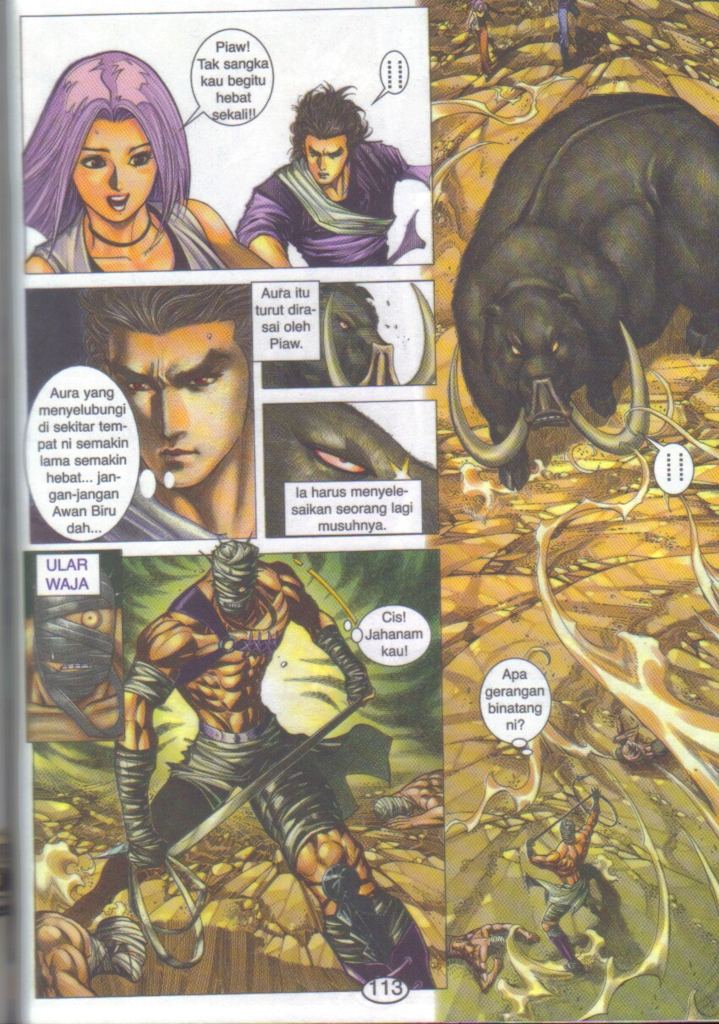 Piaw!
Tak sangka
kau begitu
hebat
sekali!!
Aura yang
menyelubungi
di sekitar tem-
pat ni semakin
lama semakin
hebat... jan-
gan-jangan
Awan Biru
dah...
Aura itu
turut dira-
sai oleh
Piaw.
Ia harus menyele-
saikan seorang lagi
musuhnya.
ULAR
WAJA
Cis!
Jahanam
kau!
Apa
gerangan
binatang
ni?
113